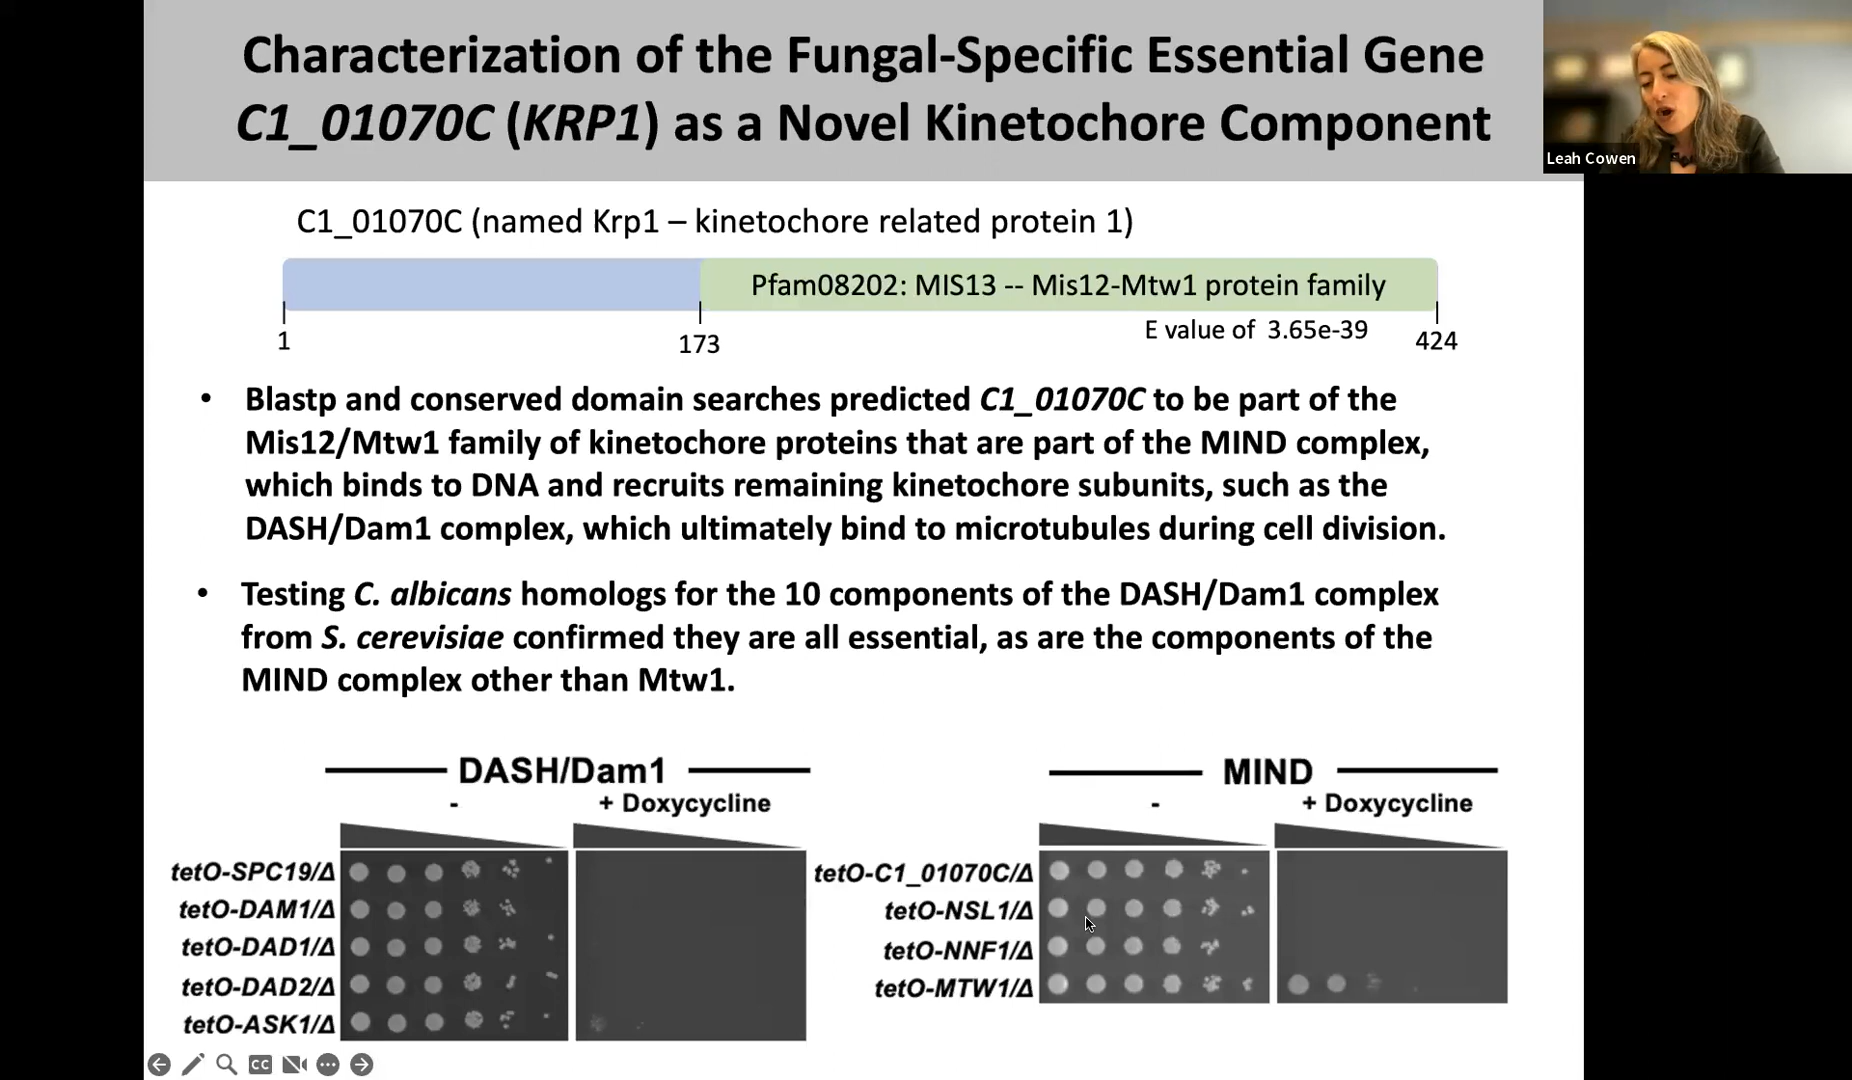 Characterization of the Fungal-Specific Essential Gene
C1_01070C (KRP1) as a Novel Kinetochore Component
Leah Cowen
C1_01070C (named Krp1 – kinetochore related protein 1)
Pfam08202: MIS13 -- Mis12-Mtw1 protein family
E value of 3.65e-39
1
173
424
• Blastp and conserved domain searches predicted C1_01070C to be part of the
Mis12/Mtw1 family of kinetochore proteins that are part of the MIND complex,
which binds to DNA and recruits remaining kinetochore subunits, such as the
DASH/Dam1 complex, which ultimately bind to microtubules during cell division.
• Testing C. albicans homologs for the 10 components of the DASH/Dam1 complex
from S. cerevisiae confirmed they are all essential, as are the components of the
MIND complex other than Mtw1.
DASH/Dam1
- + Doxycycline
tetO-SPC19/Δ
tetO-DAM1/Δ
tetO-DAD1/Δ
tetO-DAD2/Δ
tetO-ASK1/Δ
MIND
- + Doxycycline
tetO-C1_01070C/Δ
tetO-NSL1/Δ
tetO-NNF1/Δ
tetO-MTW1/Δ
CC